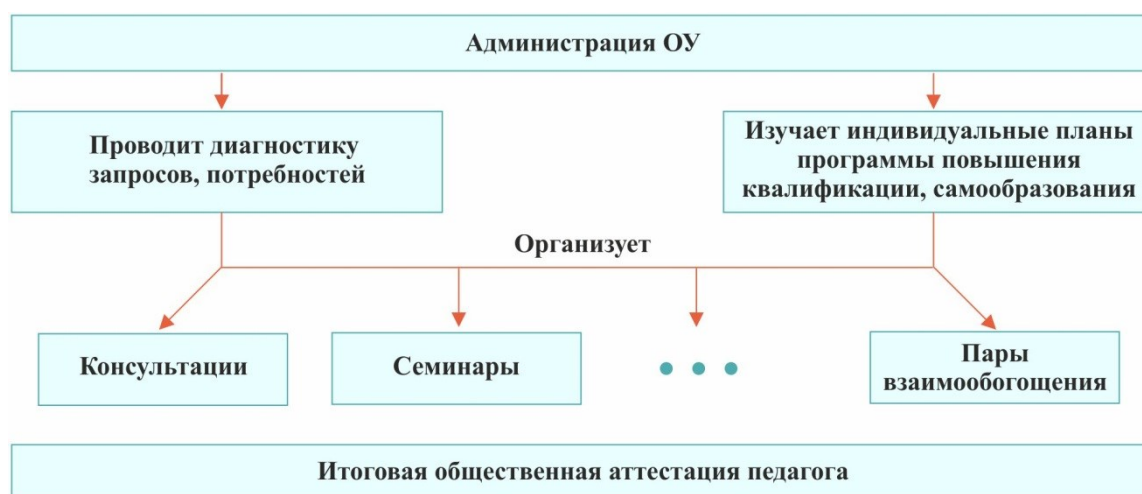 Администрация ОУ
Проводит диагностику
запросов, потребностей
Изучает индивидуальные планы
программы повышения
квалификации, самообразования
Организует
Консультации
Семинары
Пары
взаимообогощения
Итоговая общественная аттестация педагога